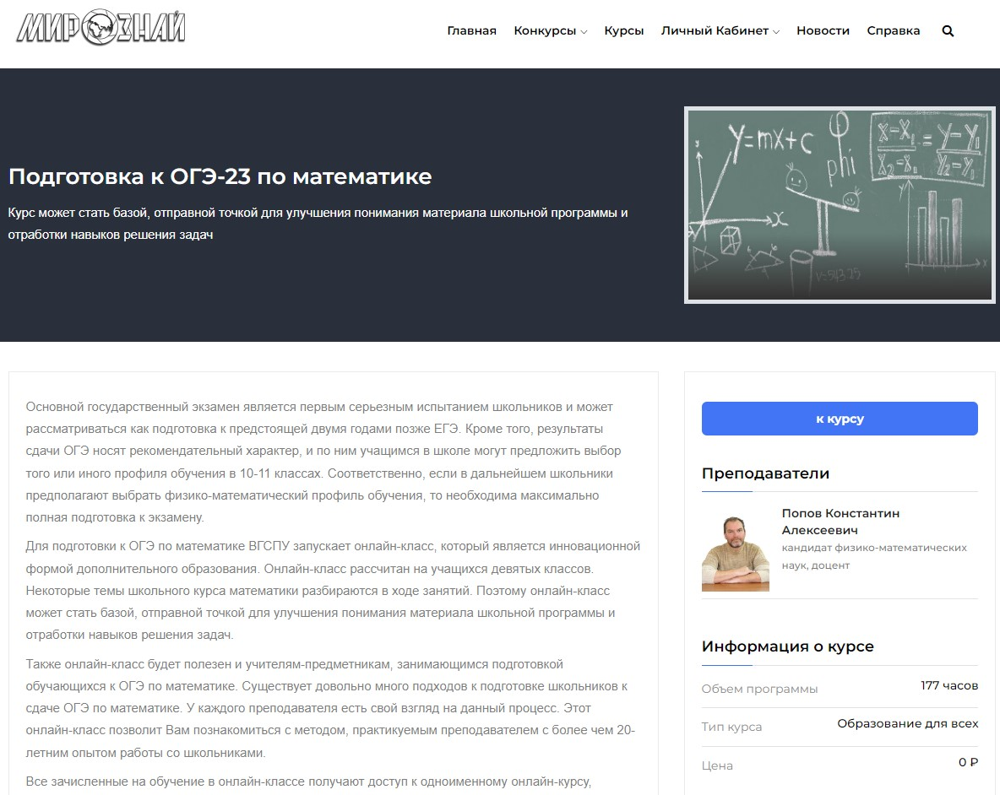 МИРОЗНАЙ
Главная Конкурсы Курсы Личный Кабинет Новости Справка
Подготовка к ОГЭ-23 по математике
Курс может стать базой, отправной точкой для улучшения понимания материала школьной программы и
отработки навыков решения задач
y=mx+c
phi
X-X₁ / X₂-X₁ = Y-Y₁ / Y₂-Y₁
y
x
y
x
V=543.75
Основной государственный экзамен является первым серьезным испытанием школьников и может
рассматриваться как подготовка к предстоящей двумя годами позже ЕГЭ. Кроме того, результаты
сдачи ОГЭ носят рекомендательный характер, и по ним учащимся в школе могут предложить выбор
того или иного профиля обучения в 10-11 классах. Соответственно, если в дальнейшем школьники
предполагают выбрать физико-математический профиль обучения, то необходима максимально
полная подготовка к экзамену.
Для подготовки к ОГЭ по математике ВГСПУ запускает онлайн-класс, который является инновационной
формой дополнительного образования. Онлайн-класс рассчитан на учащихся девятых классов.
Некоторые темы школьного курса математики разбираются в ходе занятий. Поэтому онлайн-класс
может стать базой, отправной точкой для улучшения понимания материала школьной программы и
отработки навыков решения задач.
Также онлайн-класс будет полезен и учителям-предметникам, занимающимся подготовкой
обучающихся к ОГЭ по математике. Существует довольно много подходов к подготовке школьников к
сдаче ОГЭ по математике. У каждого преподавателя есть свой взгляд на данный процесс. Этот
онлайн-класс позволит Вам познакомиться с методом, практикуемым преподавателем с более чем 20-
летним опытом работы со школьниками.
Все зачисленные на обучение в онлайн-классе получают доступ к одноименному онлайн-курсу,
к курсу
Преподаватели
Попов Константин
Алексеевич
кандидат физико-математических
наук, доцент
Информация о курсе
Объем программы 177 часов
Тип курса Образование для всех
Цена 0 ₽